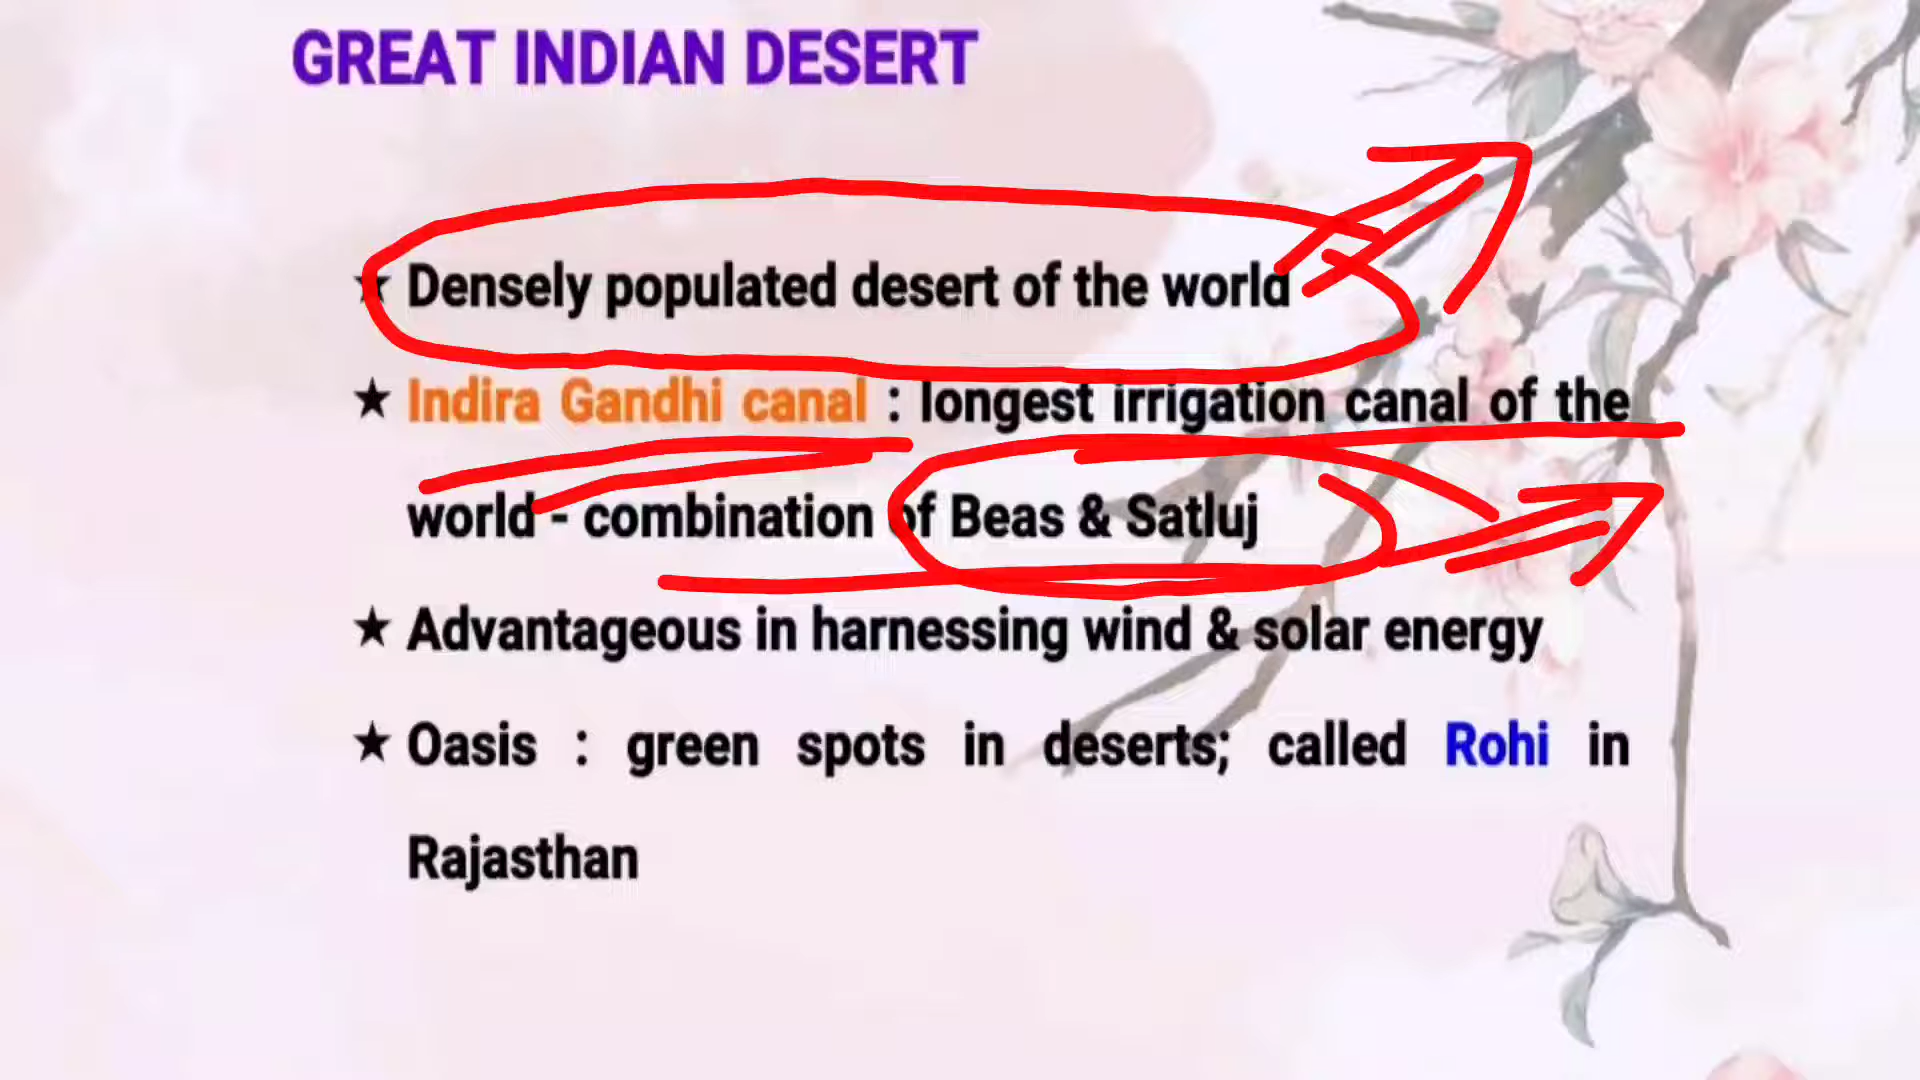 GREAT INDIAN DESERT
★ Densely populated desert of the world
★ Indira Gandhi canal : longest irrigation canal of the
world - combination of Beas & Satluj
★ Advantageous in harnessing wind & solar energy
★ Oasis : green spots in deserts; called Rohi in
Rajasthan